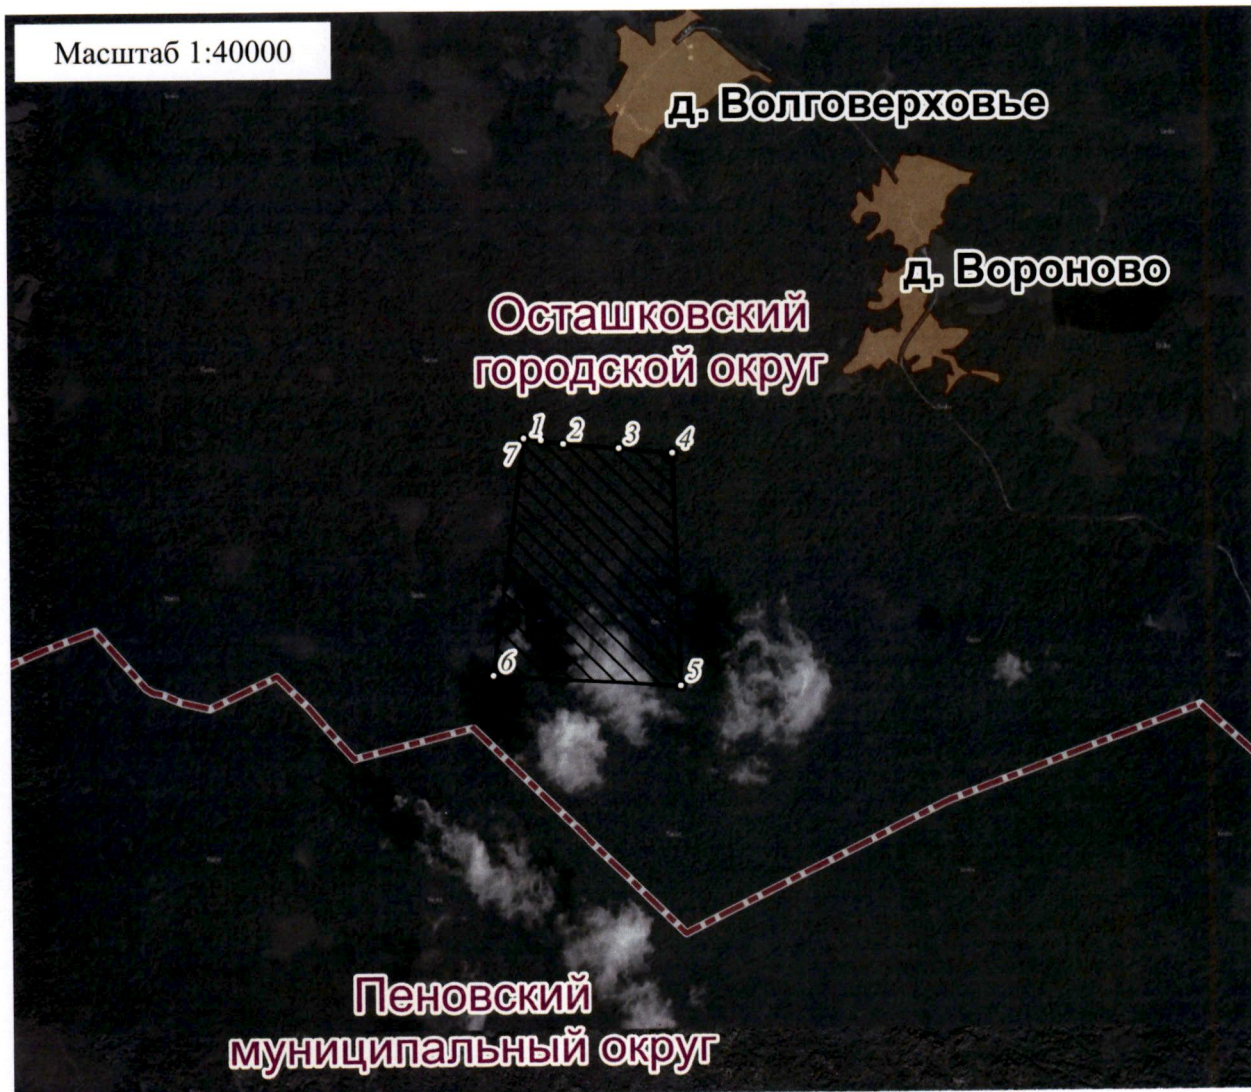 Масштаб 1:40000
д. Волговерховье
д. Вороново
Осташковский
городской округ
1
2
3
4
7
6
5
Пеновский
муниципальный округ